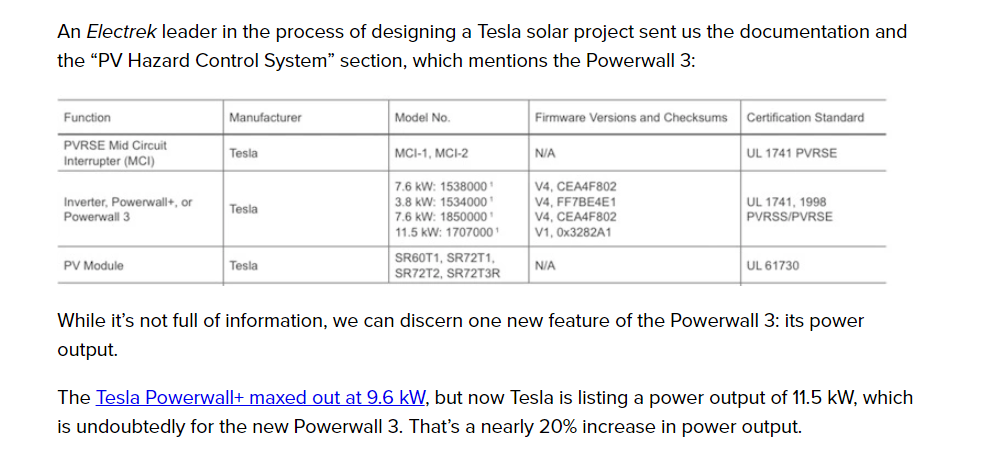 An Electrek leader in the process of designing a Tesla solar project sent us the documentation and
the “PV Hazard Control System” section, which mentions the Powerwall 3:
Function Manufacturer Model No. Firmware Versions and Checksums Certification Standard
PVRSE Mid Circuit
Interrupter (MCI) Tesla MCI-1, MCI-2 N/A UL 1741 PVRSE
7.6 kW: 1538000¹ V4, CEA4F802
Inverter, Powerwall+, or 3.8 kW: 1534000¹ V4, FF7BE4E1 UL 1741, 1998
Powerwall 3 Tesla 7.6 kW: 1850000¹ V4, CEA4F802 PVRSS/PVRSE
11.5 kW: 1707000¹ V1, 0x3282A1
PV Module Tesla SR60T1, SR72T1, N/A UL 61730
SR72T2, SR72T3R
While it’s not full of information, we can discern one new feature of the Powerwall 3: its power
output.
The Tesla Powerwall+ maxed out at 9.6 kW, but now Tesla is listing a power output of 11.5 kW, which
is undoubtedly for the new Powerwall 3. That’s a nearly 20% increase in power output.